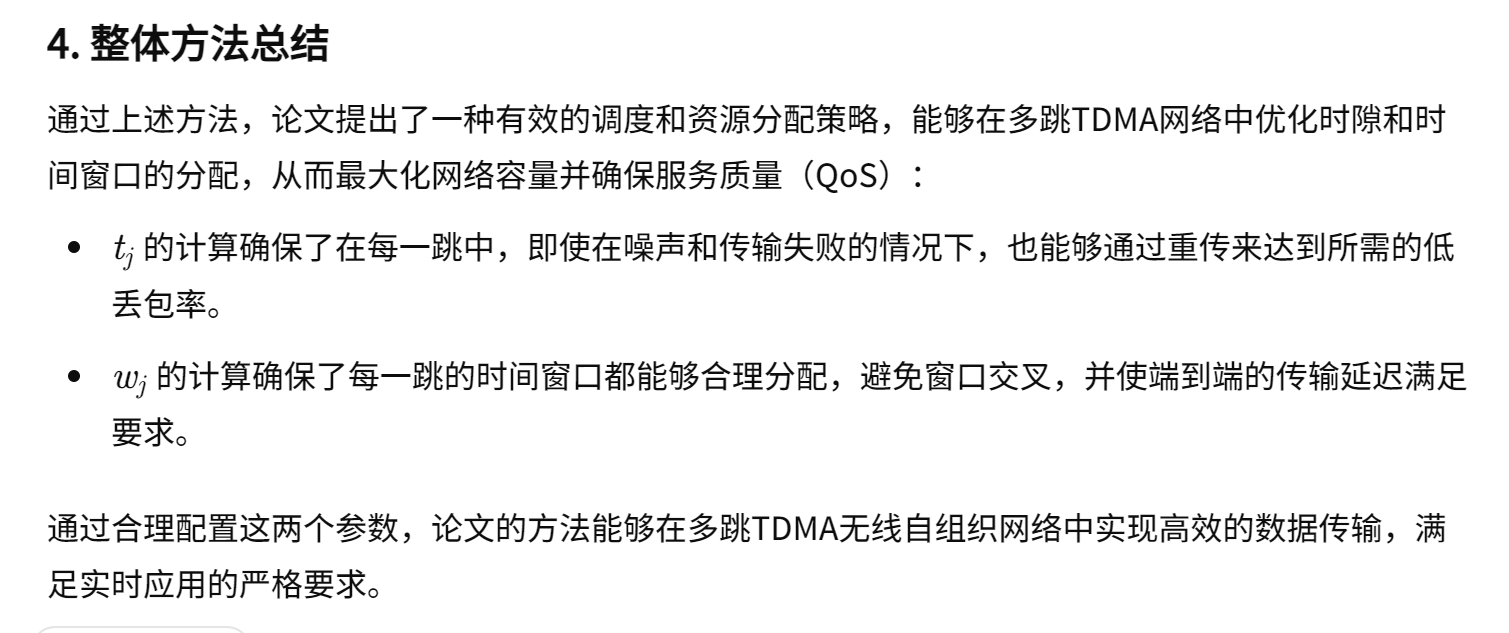 4. 整体方法总结
通过上述方法，论文提出了一种有效的调度和资源分配策略，能够在多跳TDMA网络中优化时隙和时
间窗口的分配，从而最大化网络容量并确保服务质量（QoS）：
• tⱼ 的计算确保了在每一跳中，即使在噪声和传输失败的情况下，也能够通过重传来达到所需的低
丢包率。
• wⱼ 的计算确保了每一跳的时间窗口都能够合理分配，避免窗口交叉，并使端到端的传输延迟满足
要求。
通过合理配置这两个参数，论文的方法能够在多跳TDMA无线自组织网络中实现高效的数据传输，满
足实时应用的严格要求。